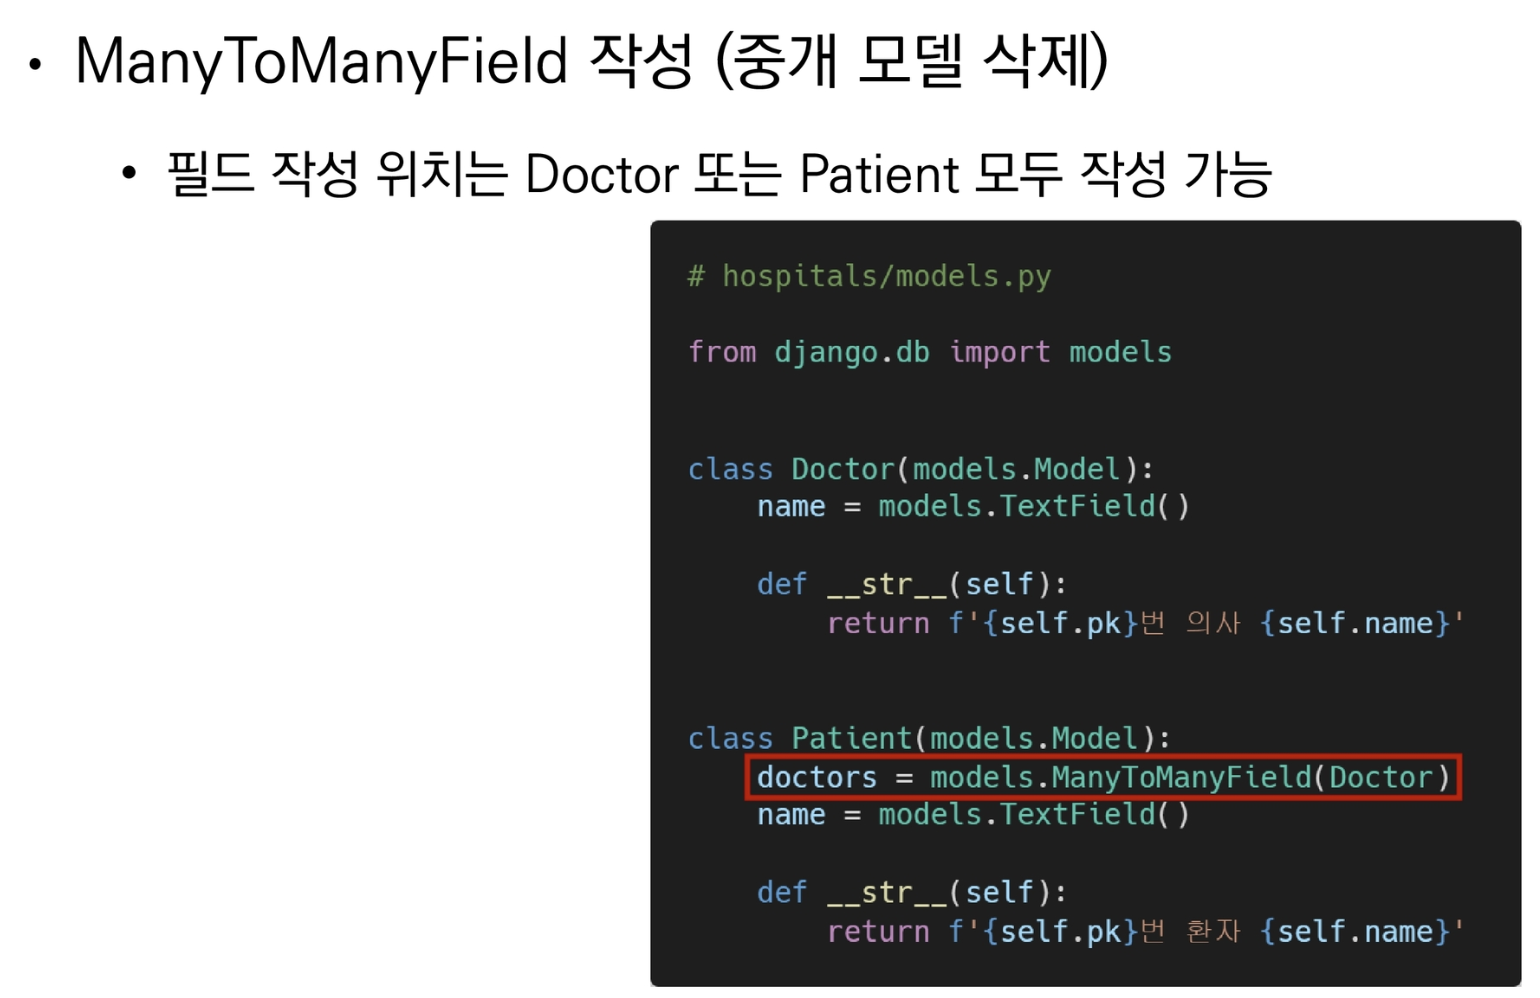 • ManyToManyField 작성 (중개 모델 삭제)
• 필드 작성 위치는 Doctor 또는 Patient 모두 작성 가능
# hospitals/models.py
from django.db import models
class Doctor(models.Model):
    name = models.TextField()
    def __str__(self):
        return f'{self.pk}번 의사 {self.name}'
class Patient(models.Model):
    doctors = models.ManyToManyField(Doctor)
    name = models.TextField()
    def __str__(self):
        return f'{self.pk}번 환자 {self.name}'